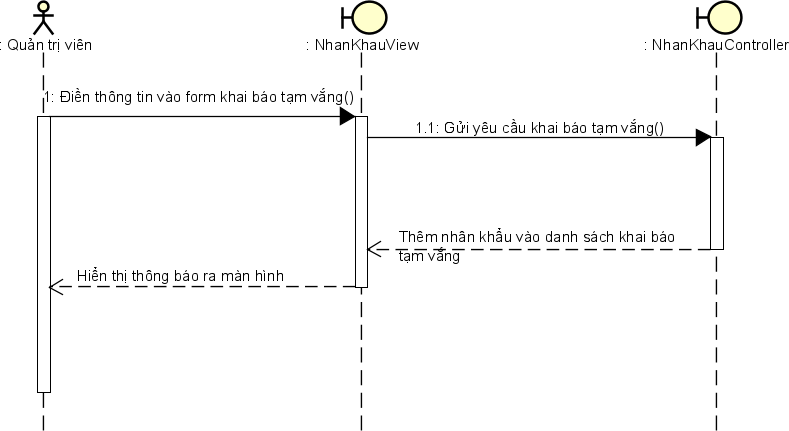 : Quản trị viên
: NhanKhauView
: NhanKhauController
1: Điền thông tin vào form khai báo tạm vắng()
1.1: Gửi yêu cầu khai báo tạm vắng()
Thêm nhân khẩu vào danh sách khai báo
tạm vắng
Hiển thị thông báo ra màn hình